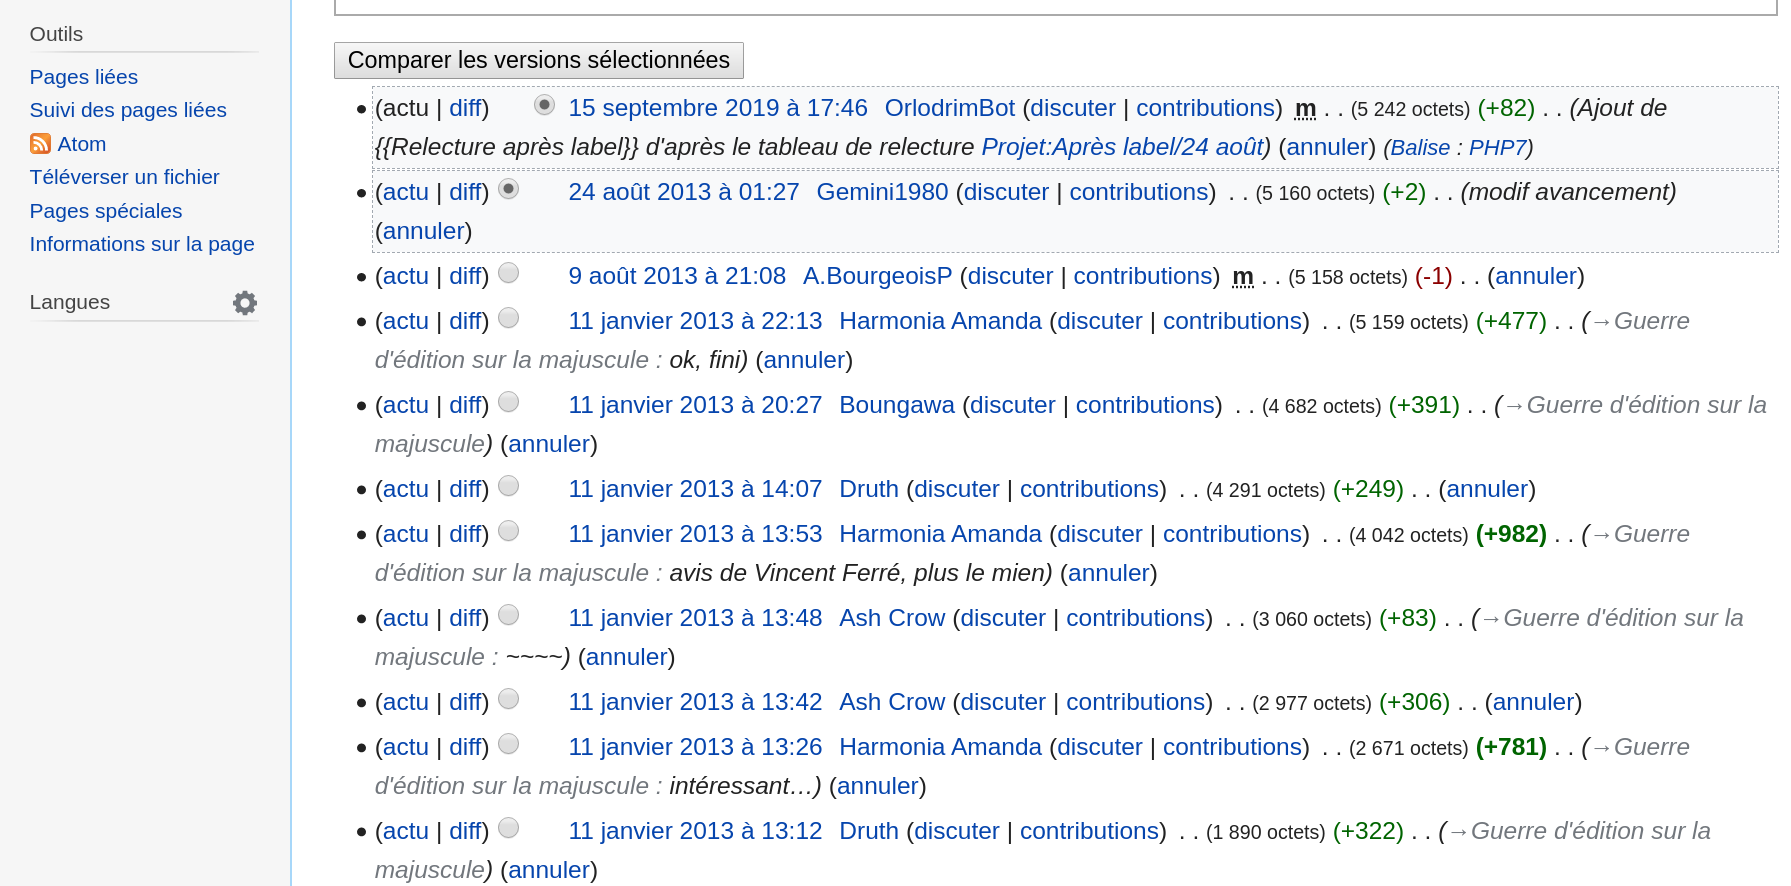 Outils
Pages liées
Suivi des pages liées
Atom
Téléverser un fichier
Pages spéciales
Informations sur la page
Langues
Comparer les versions sélectionnées
(actu | diff) 15 septembre 2019 à 17:46 OrlodrimBot (discuter | contributions) m . . (5 242 octets) (+82) . . (Ajout de
{{Relecture après label}} d'après le tableau de relecture Projet:Après label/24 août) (annuler) (Balise : PHP7)
(actu | diff) 24 août 2013 à 01:27 Gemini1980 (discuter | contributions) . . (5 160 octets) (+2) . . (modif avancement)
(annuler)
(actu | diff) 9 août 2013 à 21:08 A.BourgeoisP (discuter | contributions) m . . (5 158 octets) (-1) . . (annuler)
(actu | diff) 11 janvier 2013 à 22:13 Harmonia Amanda (discuter | contributions) . . (5 159 octets) (+477) . . (→Guerre
d'édition sur la majuscule : ok, fini) (annuler)
(actu | diff) 11 janvier 2013 à 20:27 Boungawa (discuter | contributions) . . (4 682 octets) (+391) . . (→Guerre d'édition sur la
majuscule) (annuler)
(actu | diff) 11 janvier 2013 à 14:07 Druth (discuter | contributions) . . (4 291 octets) (+249) . . (annuler)
(actu | diff) 11 janvier 2013 à 13:53 Harmonia Amanda (discuter | contributions) . . (4 042 octets) (+982) . . (→Guerre
d'édition sur la majuscule : avis de Vincent Ferré, plus le mien) (annuler)
(actu | diff) 11 janvier 2013 à 13:48 Ash Crow (discuter | contributions) . . (3 060 octets) (+83) . . (→Guerre d'édition sur la
majuscule : ~~~~) (annuler)
(actu | diff) 11 janvier 2013 à 13:42 Ash Crow (discuter | contributions) . . (2 977 octets) (+306) . . (annuler)
(actu | diff) 11 janvier 2013 à 13:26 Harmonia Amanda (discuter | contributions) . . (2 671 octets) (+781) . . (→Guerre
d'édition sur la majuscule : intéressant…) (annuler)
(actu | diff) 11 janvier 2013 à 13:12 Druth (discuter | contributions) . . (1 890 octets) (+322) . . (→Guerre d'édition sur la
majuscule) (annuler)